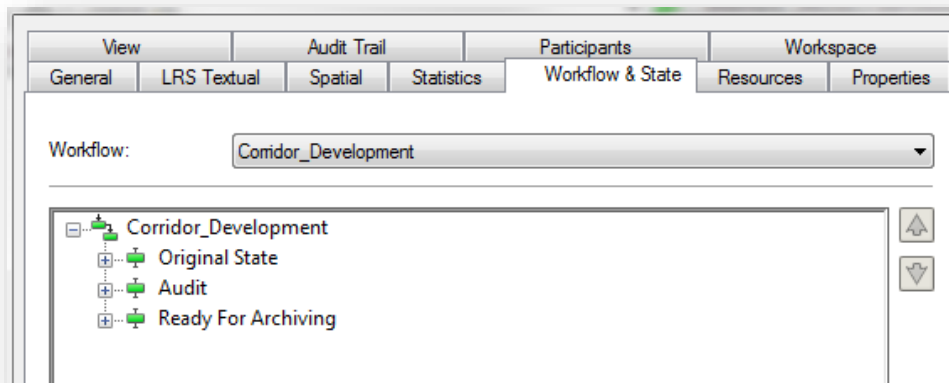 View Audit Trail Participants Workspace
General LRS Textual Spatial Statistics Workflow & State Resources Properties
Workflow: Corridor_Development
Corridor_Development
Original State
Audit
Ready For Archiving